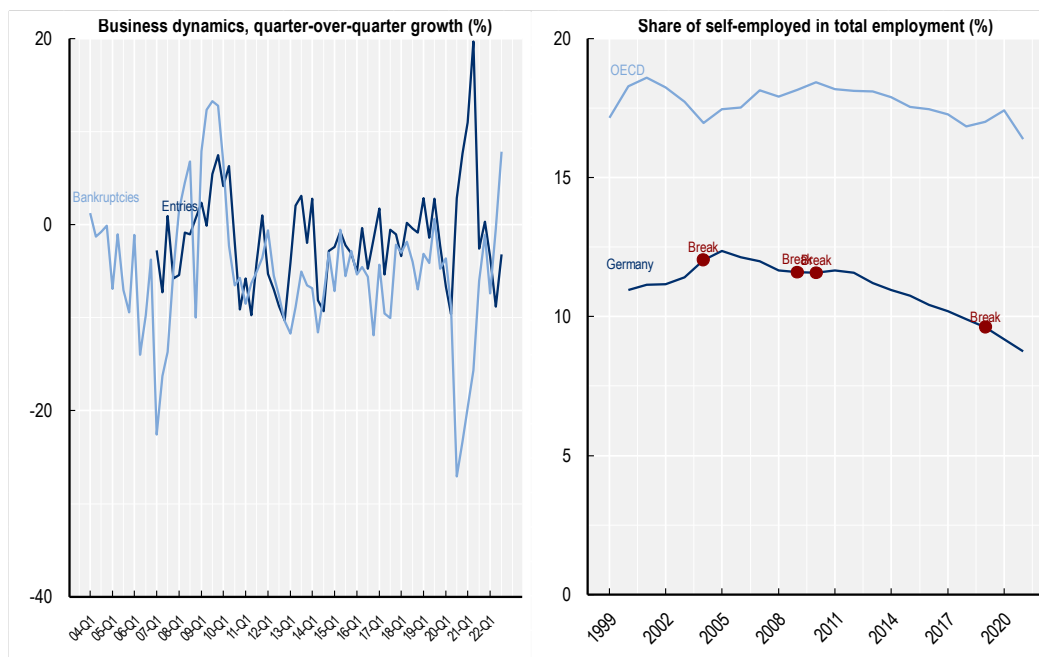 Business dynamics, quarter-over-quarter growth (%)
20
0
-20
-40
Bankruptcies
Entries
04-Q1
05-Q1
06-Q1
07-Q1
08-Q1
09-Q1
10-Q1
11-Q1
12-Q1
13-Q1
14-Q1
15-Q1
16-Q1
17-Q1
18-Q1
19-Q1
20-Q1
21-Q1
22-Q1
Share of self-employed in total employment (%)
20
15
10
5
0
OECD
Germany
Break
Break
Break
Break
1999
2002
2005
2008
2011
2014
2017
2020